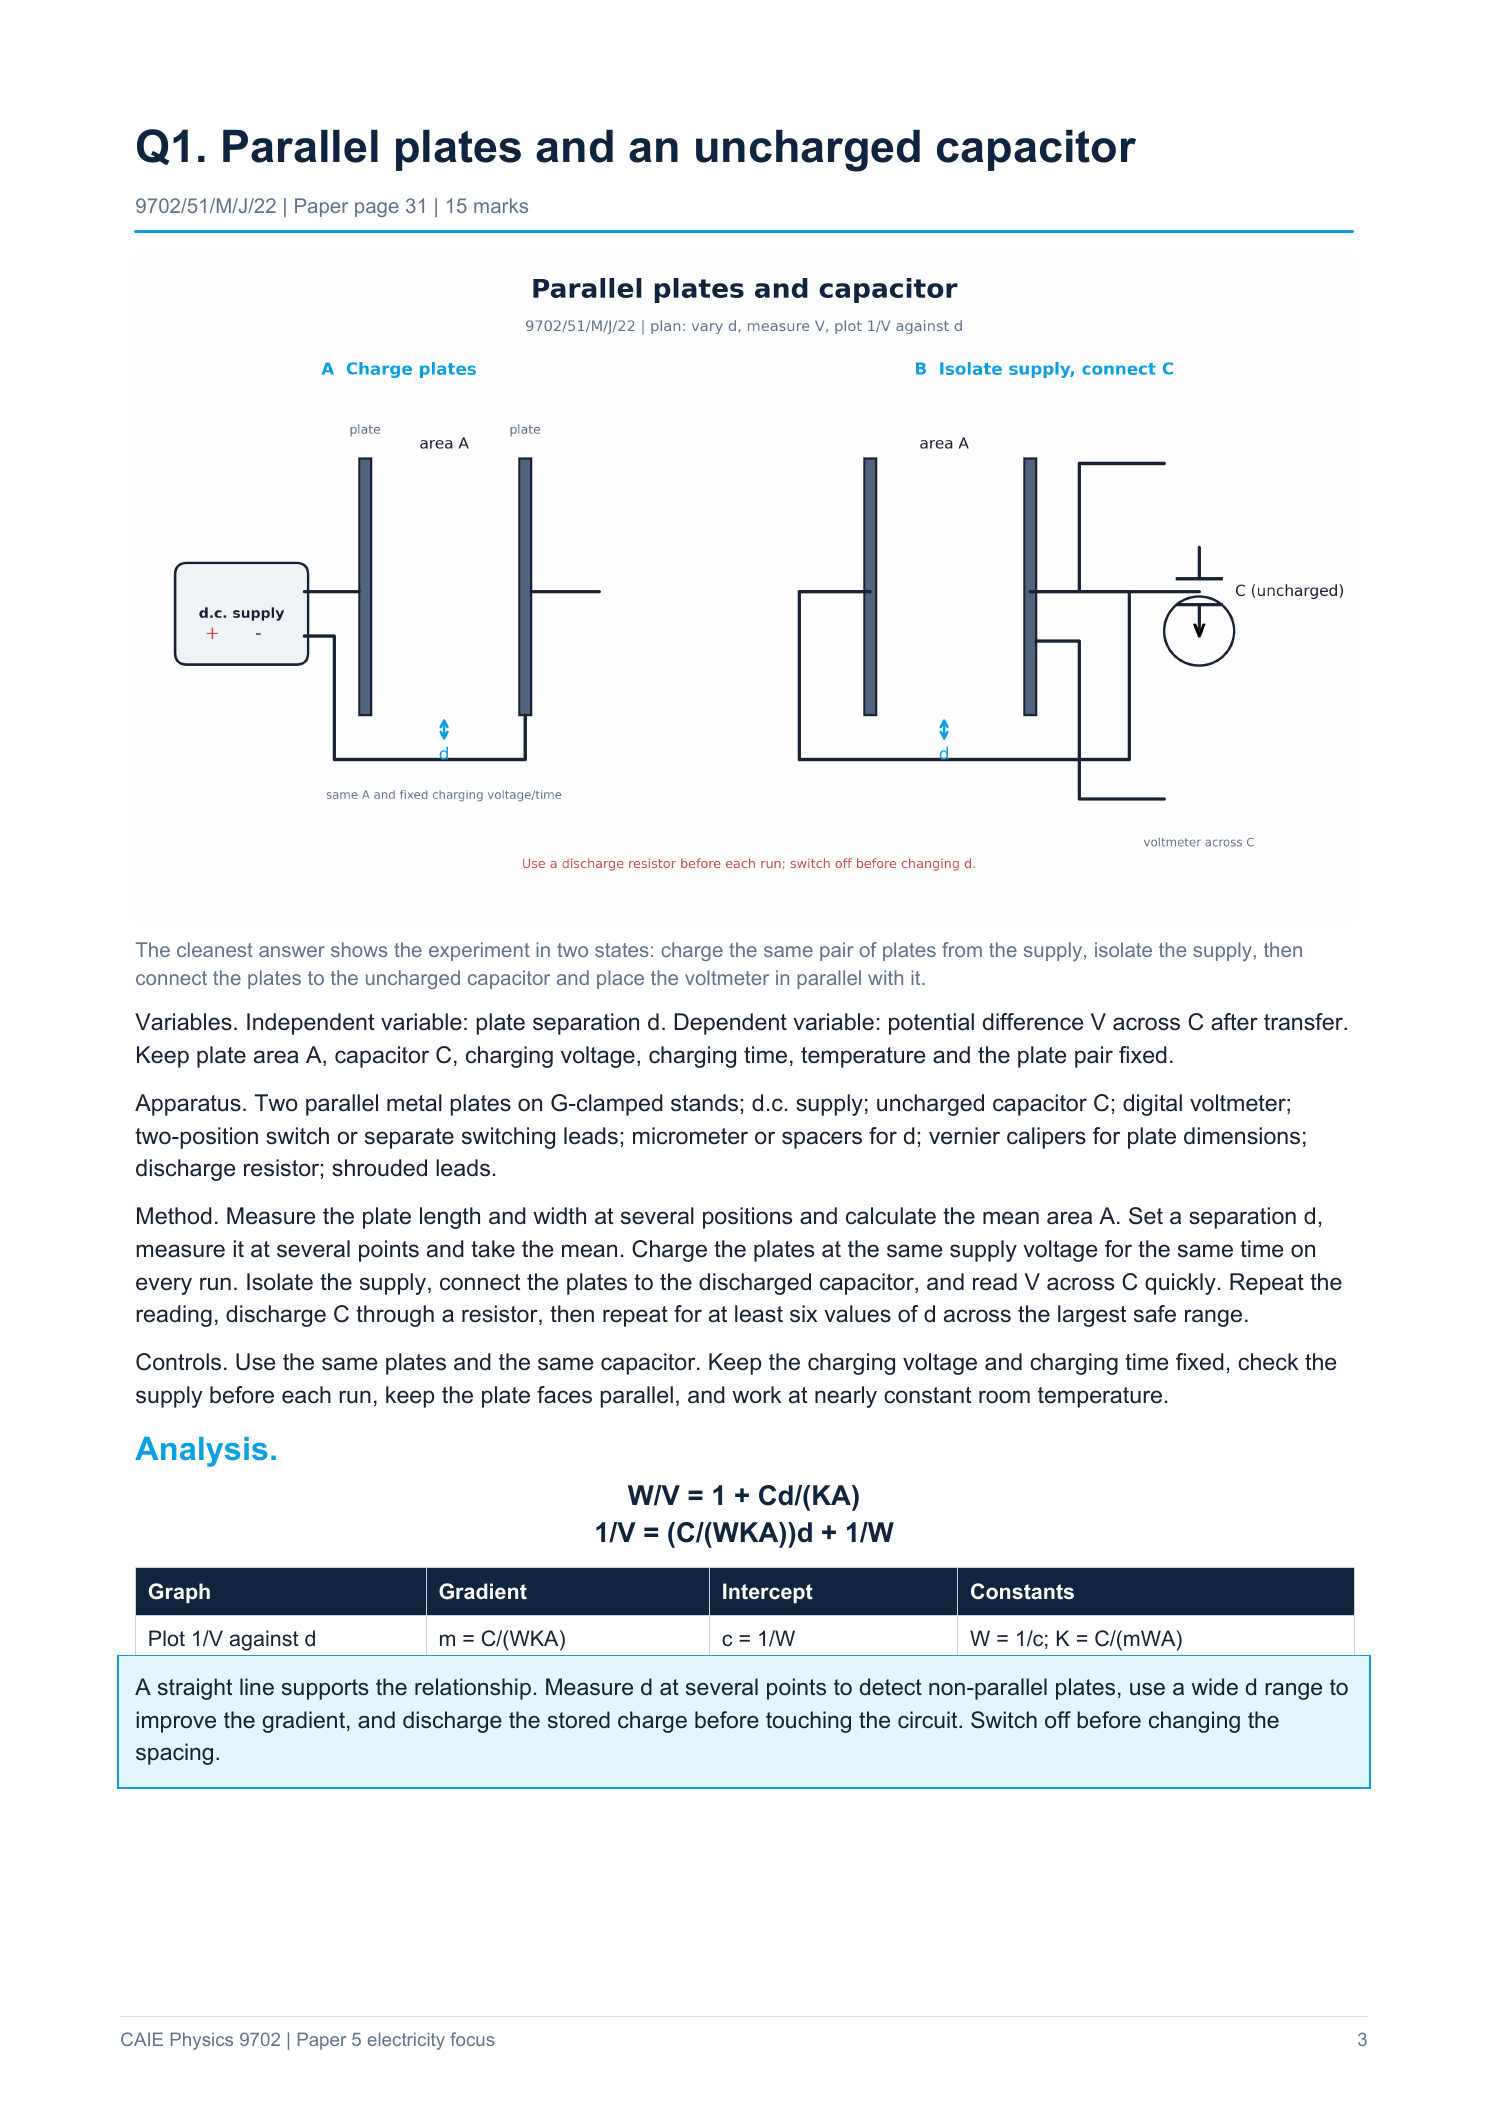 Q1. Parallel plates and an uncharged capacitor
9702/51/M/J/22 | Paper page 31 | 15 marks
Parallel plates and capacitor
9702/51/M/J/22 | plan: vary d, measure V, plot 1/V against d
A Charge plates
B Isolate supply, connect C
plate
area A
plate
area A
d.c. supply
+ -
C (uncharged)
d
d
same A and fixed charging voltage/time
voltmeter across C
Use a discharge resistor before each run; switch off before changing d.
The cleanest answer shows the experiment in two states: charge the same pair of plates from the supply, isolate the supply, then
connect the plates to the uncharged capacitor and place the voltmeter in parallel with it.
Variables. Independent variable: plate separation d. Dependent variable: potential difference V across C after transfer.
Keep plate area A, capacitor C, charging voltage, charging time, temperature and the plate pair fixed.
Apparatus. Two parallel metal plates on G-clamped stands; d.c. supply; uncharged capacitor C; digital voltmeter;
two-position switch or separate switching leads; micrometer or spacers for d; vernier calipers for plate dimensions;
discharge resistor; shrouded leads.
Method. Measure the plate length and width at several positions and calculate the mean area A. Set a separation d,
measure it at several points and take the mean. Charge the plates at the same supply voltage for the same time on
every run. Isolate the supply, connect the plates to the discharged capacitor, and read V across C quickly. Repeat the
reading, discharge C through a resistor, then repeat for at least six values of d across the largest safe range.
Controls. Use the same plates and the same capacitor. Keep the charging voltage and charging time fixed, check the
supply before each run, keep the plate faces parallel, and work at nearly constant room temperature.
Analysis.
W/V = 1 + Cd/(KA)
1/V = (C/(WKA))d + 1/W
Graph Gradient Intercept Constants
Plot 1/V against d m = C/(WKA) c = 1/W W = 1/c; K = C/(mWA)
A straight line supports the relationship. Measure d at several points to detect non-parallel plates, use a wide d range to
improve the gradient, and discharge the stored charge before touching the circuit. Switch off before changing the
spacing.
CAIE Physics 9702 | Paper 5 electricity focus 3